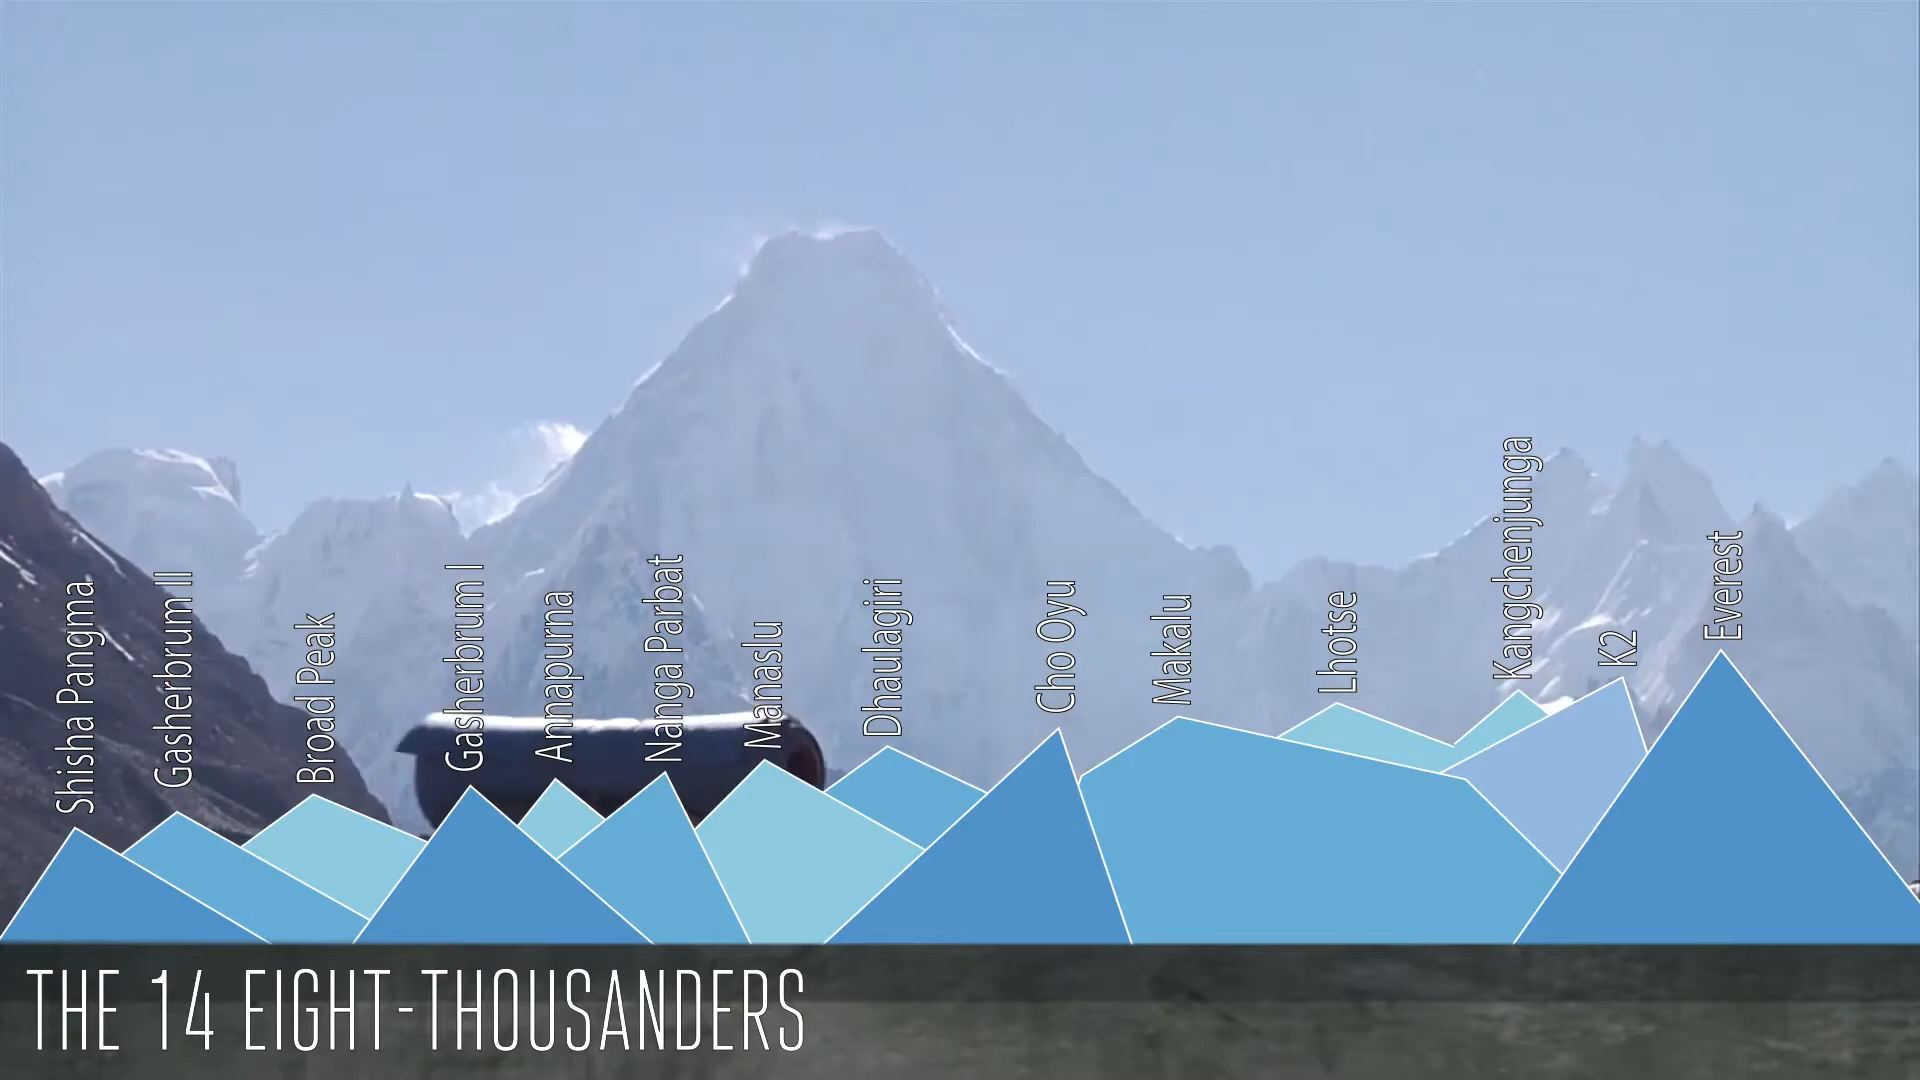 Shisha Pangma
Gasherbrum II
Broad Peak
Gasherbrum I
Annapurna
Nanga Parbat
Manaslu
Dhaulagiri
Cho Oyu
Makalu
Lhotse
Kangchenjunga
K2
Everest
THE 14 EIGHT-THOUSANDERS